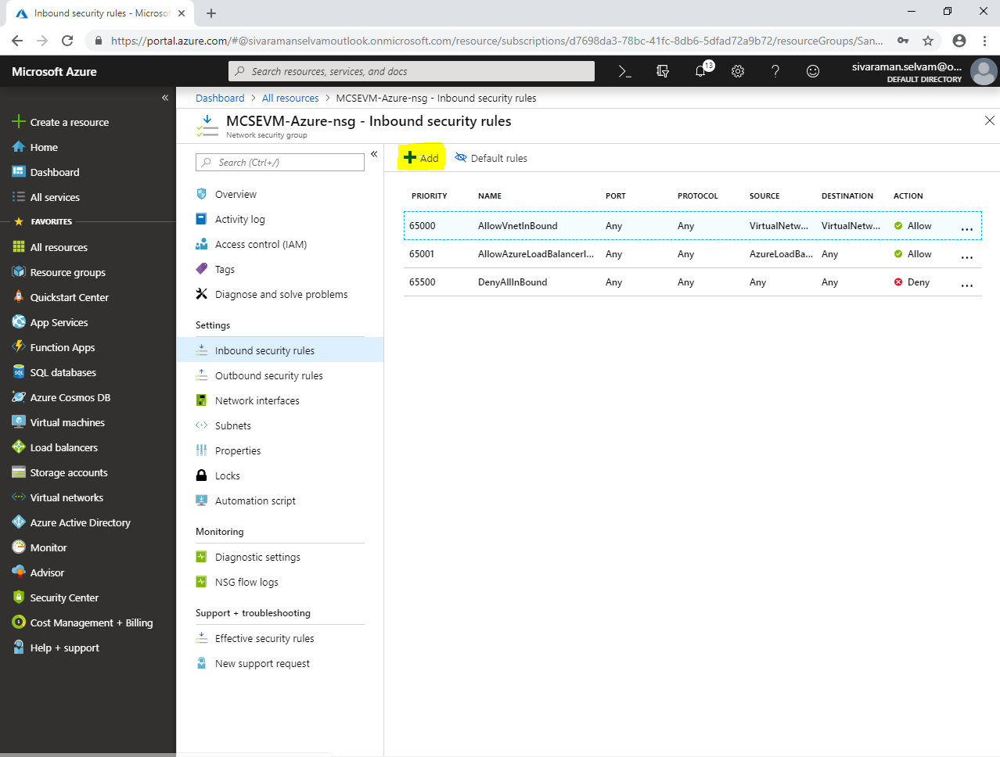 Inbound security rules - Microsof
https://portal.azure.com/#@sivaramanselvamoutlook.onmicrosoft.com/resource/subscriptions/d7698da3-78bc-41fc-8db6-5dfad72a9b72/resourceGroups/San...
Microsoft Azure
Search resources, services, and docs
13
sivaraman.selvam@o...
DEFAULT DIRECTORY
Create a resource
Home
Dashboard
All services
FAVORITES
All resources
Resource groups
Quickstart Center
App Services
Function Apps
SQL databases
Azure Cosmos DB
Virtual machines
Load balancers
Storage accounts
Virtual networks
Azure Active Directory
Monitor
Advisor
Security Center
Cost Management + Billing
Help + support
Dashboard > All resources > MCSEVM-Azure-nsg - Inbound security rules
MCSEVM-Azure-nsg - Inbound security rules
Network security group
Search (Ctrl+/)
Overview
Activity log
Access control (IAM)
Tags
Diagnose and solve problems
Settings
Inbound security rules
Outbound security rules
Network interfaces
Subnets
Properties
Locks
Automation script
Monitoring
Diagnostic settings
NSG flow logs
Support + troubleshooting
Effective security rules
New support request
Add Default rules
PRIORITY NAME PORT PROTOCOL SOURCE DESTINATION ACTION
65000 AllowVnetInBound Any Any VirtualNetw... VirtualNetw... Allow ...
65001 AllowAzureLoadBalancerI... Any Any AzureLoadBa... Any Allow ...
65500 DenyAllInBound Any Any Any Any Deny ...